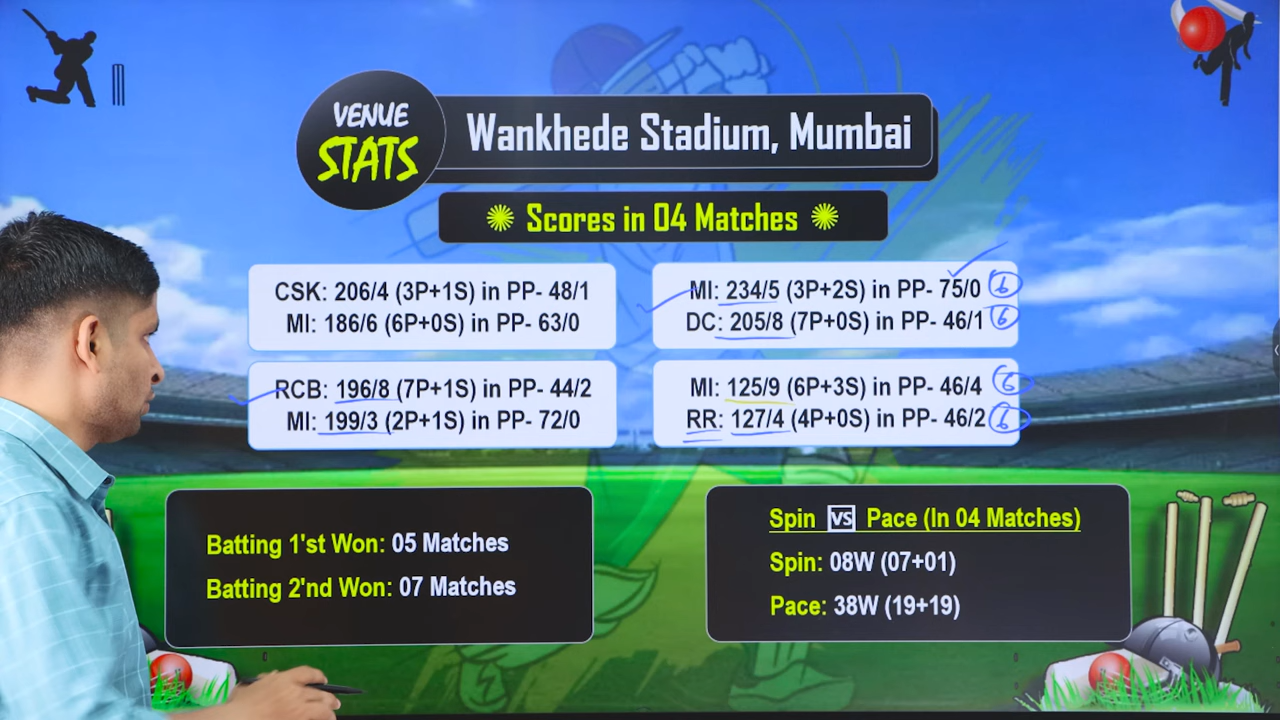 VENUE
STATS
Wankhede Stadium, Mumbai
Scores in 04 Matches
CSK: 206/4 (3P+1S) in PP- 48/1
MI: 186/6 (6P+0S) in PP- 63/0
MI: 234/5 (3P+2S) in PP- 75/0 6
DC: 205/8 (7P+0S) in PP- 46/1 6
RCB: 196/8 (7P+1S) in PP- 44/2
MI: 199/3 (2P+1S) in PP- 72/0
MI: 125/9 (6P+3S) in PP- 46/4 6
RR: 127/4 (4P+0S) in PP- 46/2 6
Batting 1'st Won: 05 Matches
Batting 2'nd Won: 07 Matches
Spin VS Pace (In 04 Matches)
Spin: 08W (07+01)
Pace: 38W (19+19)